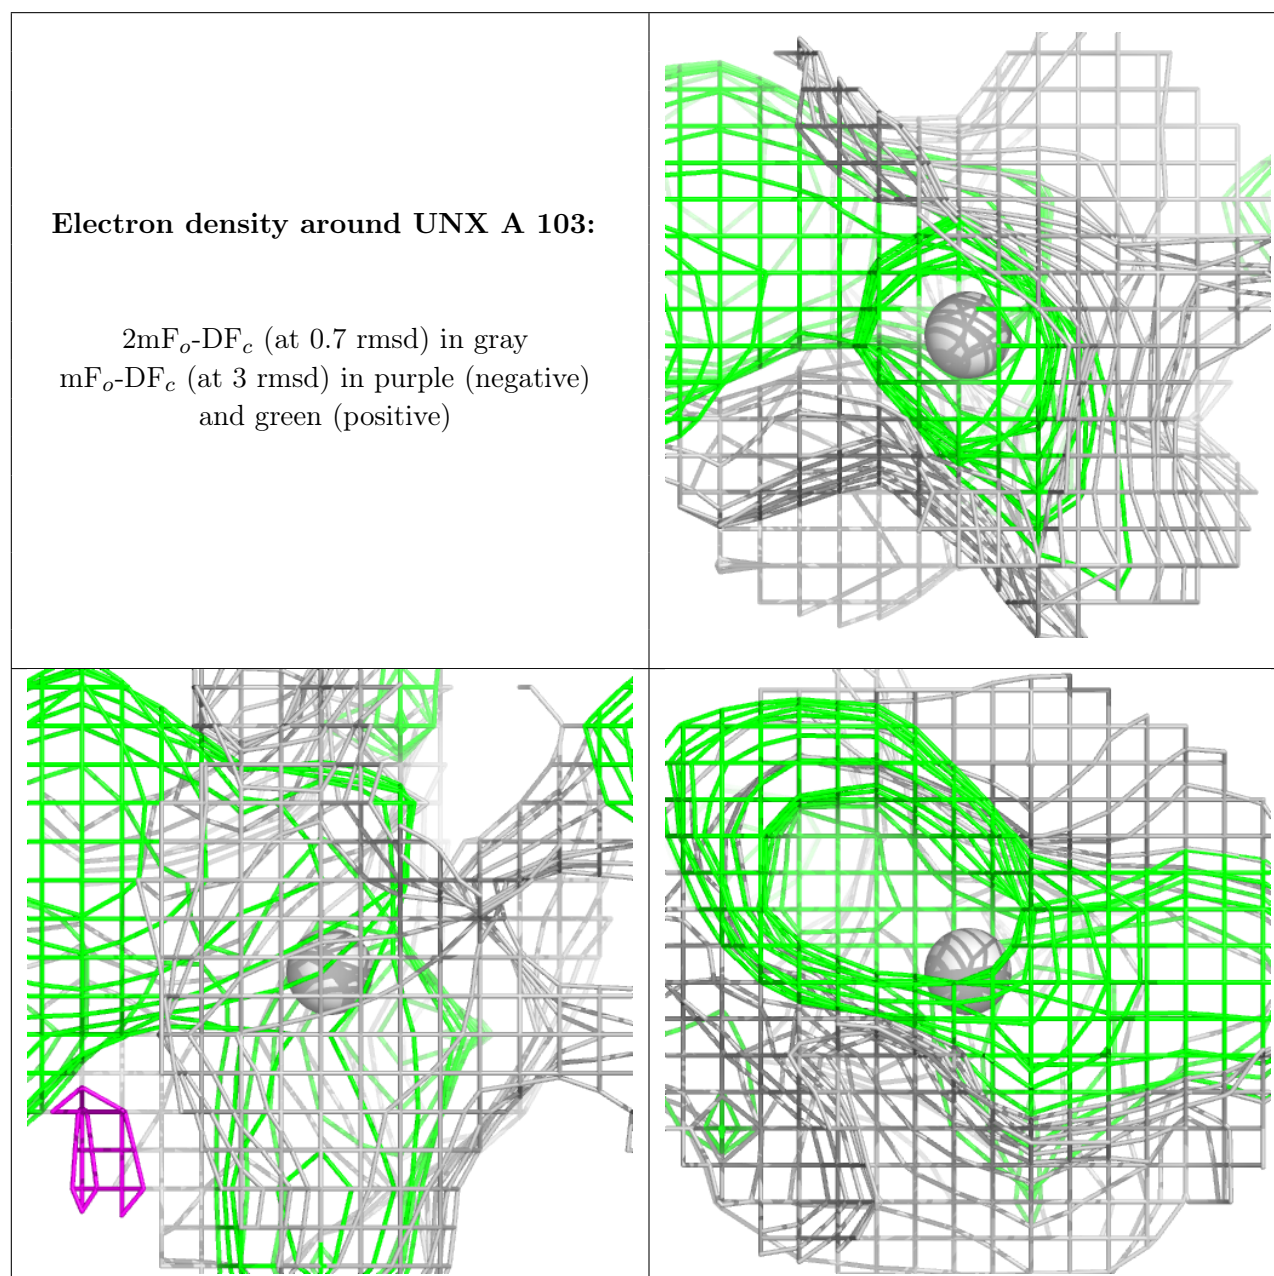 Electron density around UNX A 103:
2mFo-DFc (at 0.7 rmsd) in gray
mFo-DFc (at 3 rmsd) in purple (negative)
and green (positive)